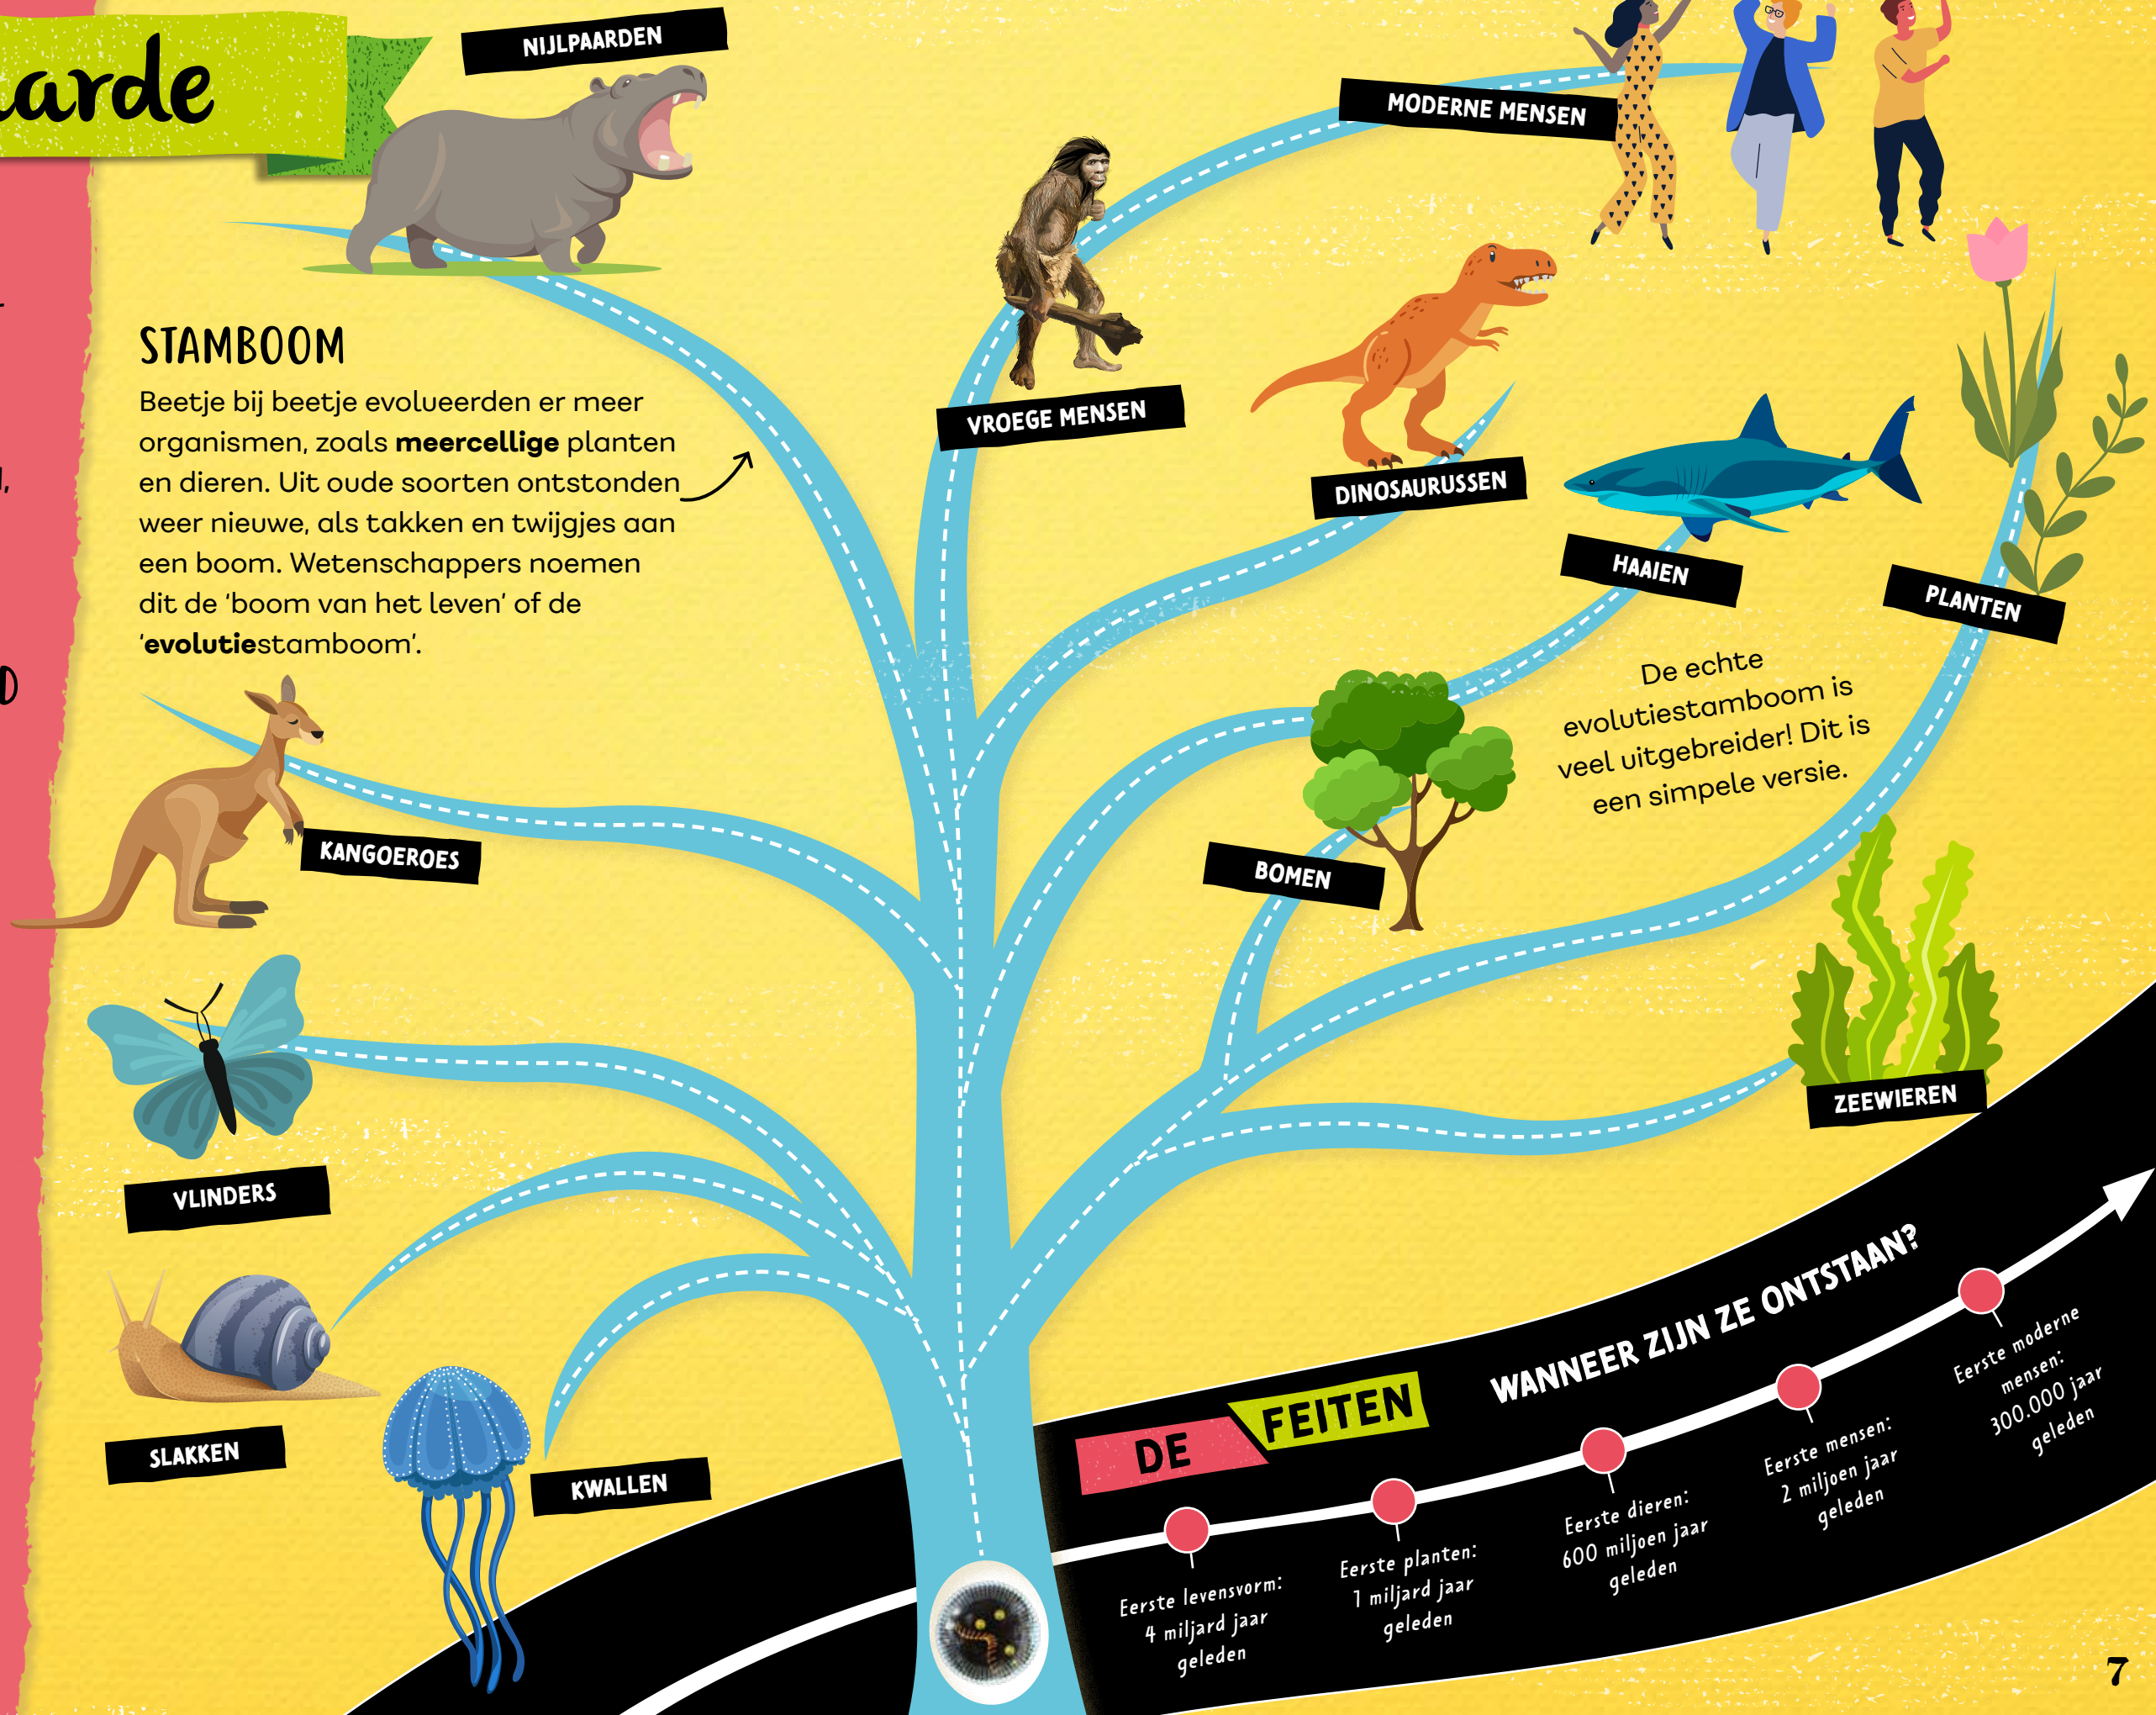 aarde
NIJLPAARDEN
MODERNE MENSEN
STAMBOOM
Beetje bij beetje evolueerden er meer
organismen, zoals meercellige planten
en dieren. Uit oude soorten ontstonden
weer nieuwe, als takken en twijgjes aan
een boom. Wetenschappers noemen
dit de ‘boom van het leven’ of de
‘evolutiestamboom’.
VROEGE MENSEN
DINOSAURUSSEN
HAAIEN
PLANTEN
De echte
evolutiestamboom is
veel uitgebreider! Dit is
een simpele versie.
KANGOEROES
BOMEN
ZEEWIEREN
VLINDERS
SLAKKEN
KWALLEN
DE FEITEN
WANNEER ZIJN ZE ONTSTAAN?
Eerste levensvorm:
4 miljard jaar
geleden
Eerste planten:
1 miljard jaar
geleden
Eerste dieren:
600 miljoen jaar
geleden
Eerste mensen:
2 miljoen jaar
geleden
Eerste moderne
mensen:
300.000 jaar
geleden
7